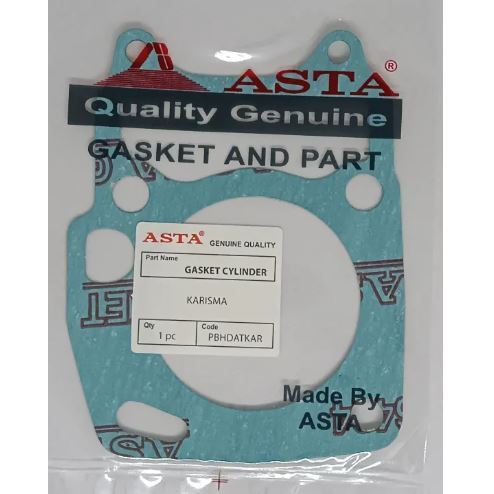 ASTA®
Quality Genuine
GASKET AND PART
ASTA® GENUINE QUALITY
Part Name
GASKET CYLINDER
KARISMA
Qty
1 pc
Code
PBHDATKAR
Made By
ASTA